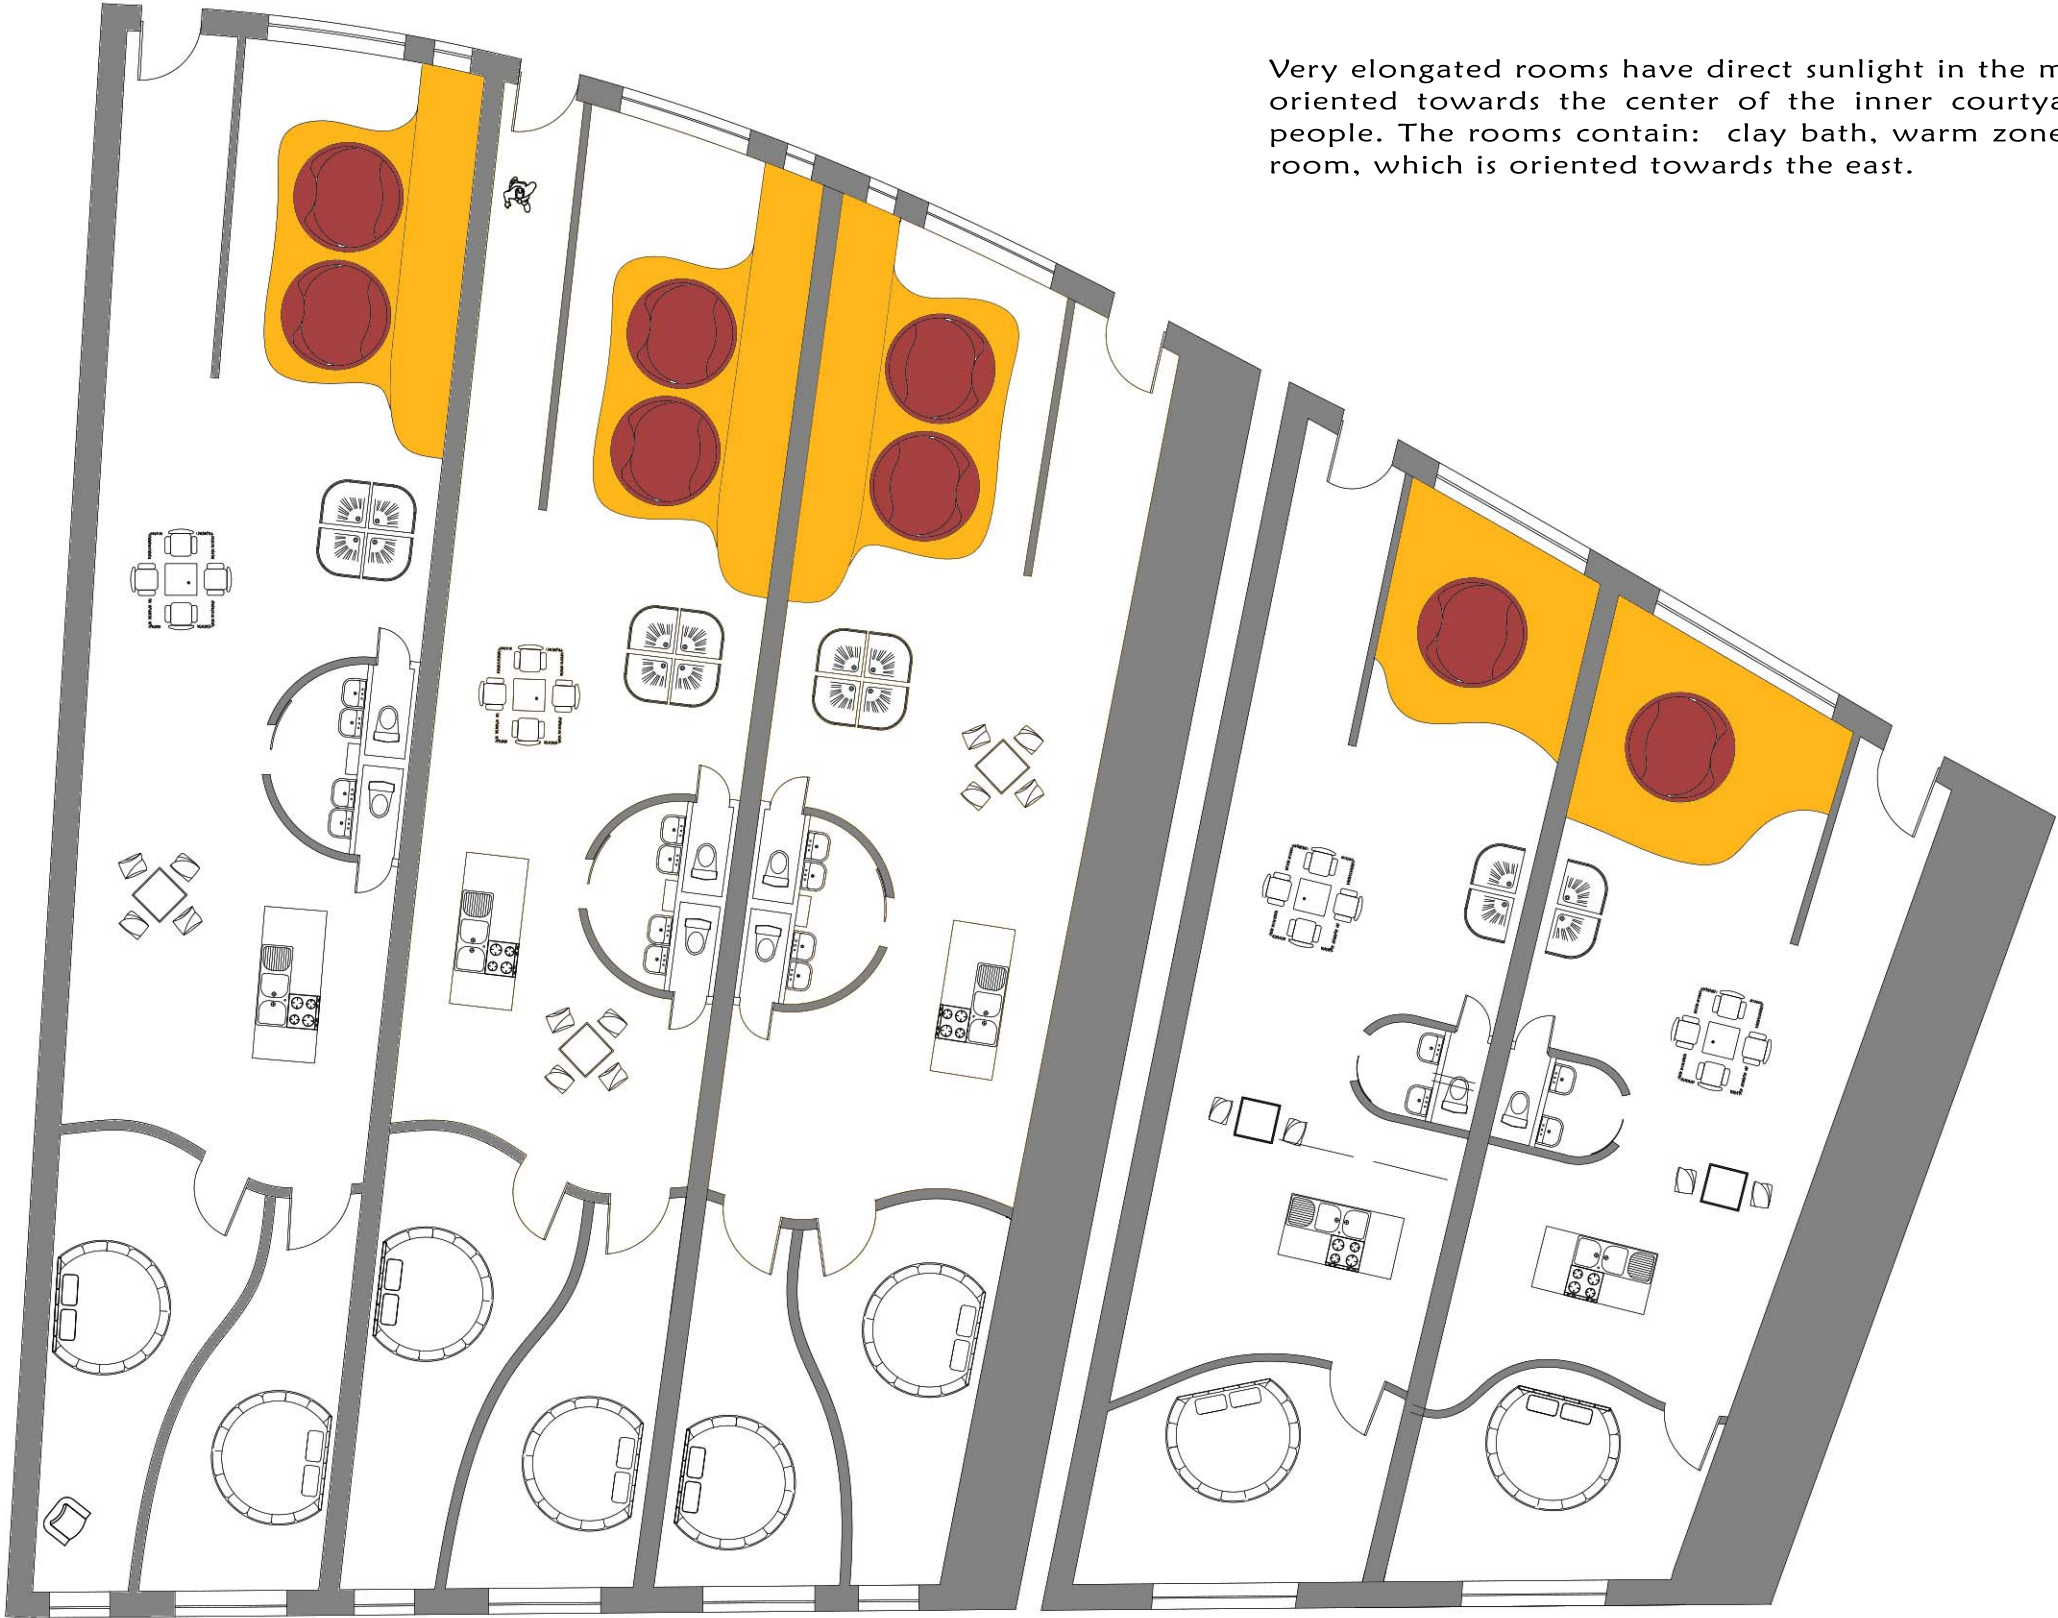 Very elongated rooms have direct sunlight in the m
oriented towards the center of the inner courtya
people. The rooms contain: clay bath, warm zone
room, which is oriented towards the east.